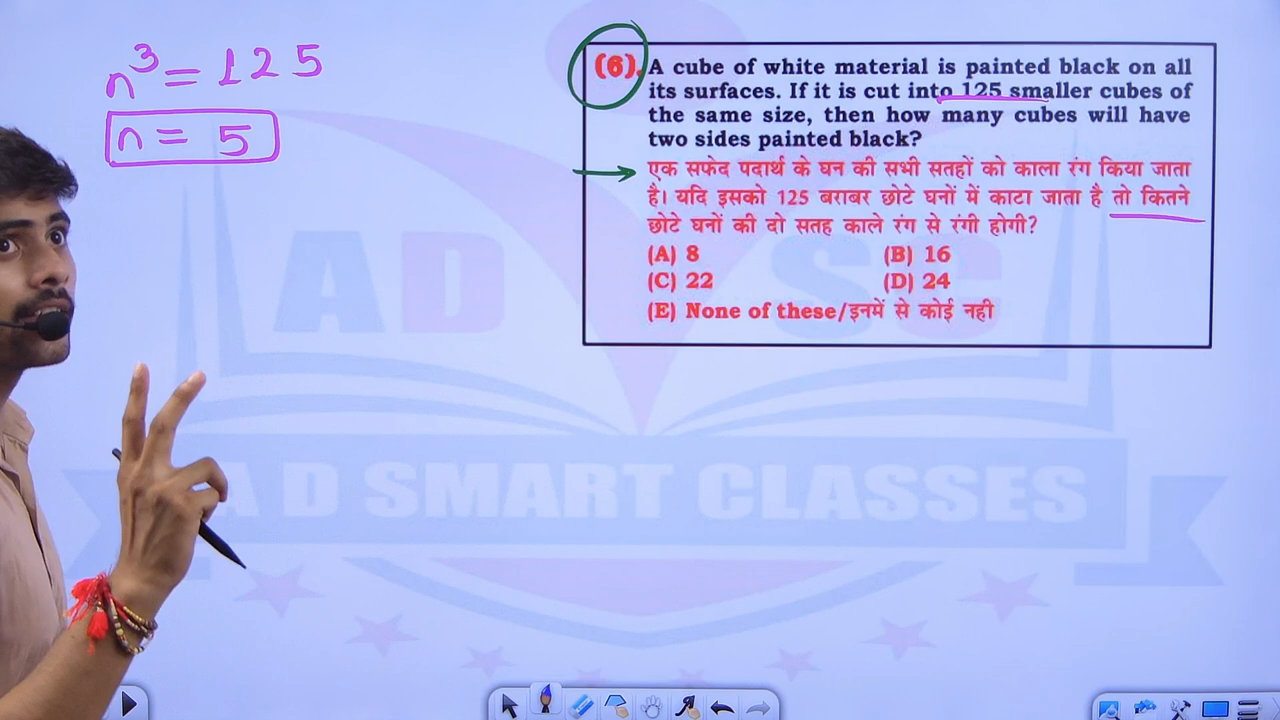 n³ = 125
n = 5
(6). A cube of white material is painted black on all
its surfaces. If it is cut into 125 smaller cubes of
the same size, then how many cubes will have
two sides painted black?
एक सफेद पदार्थ के घन की सभी सतहों को काला रंग किया जाता
है। यदि इसको 125 बराबर छोटे घनों में काटा जाता है तो कितने
छोटे घनों की दो सतह काले रंग से रंगी होगी?
(A) 8 (B) 16
(C) 22 (D) 24
(E) None of these/इनमें से कोई नही
AD SC
A D SMART CLASSES